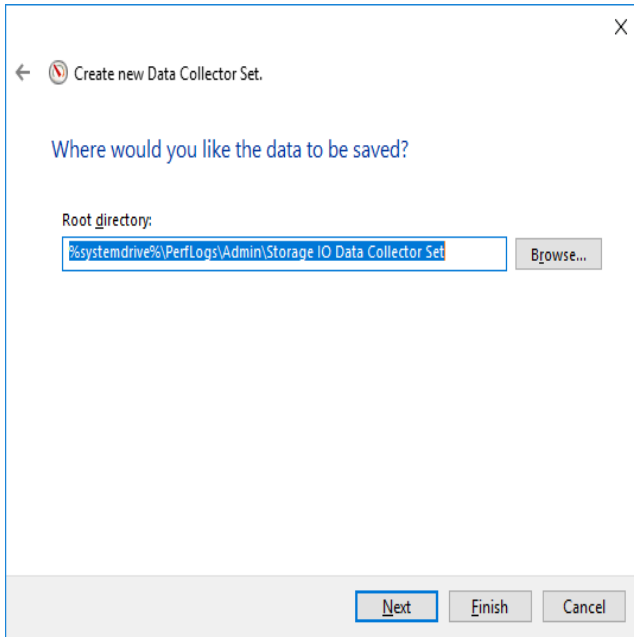 Create new Data Collector Set.
Where would you like the data to be saved?
Root directory:
%systemdrive%\PerfLogs\Admin\Storage IO Data Collector Set
Browse...
Next
Finish
Cancel